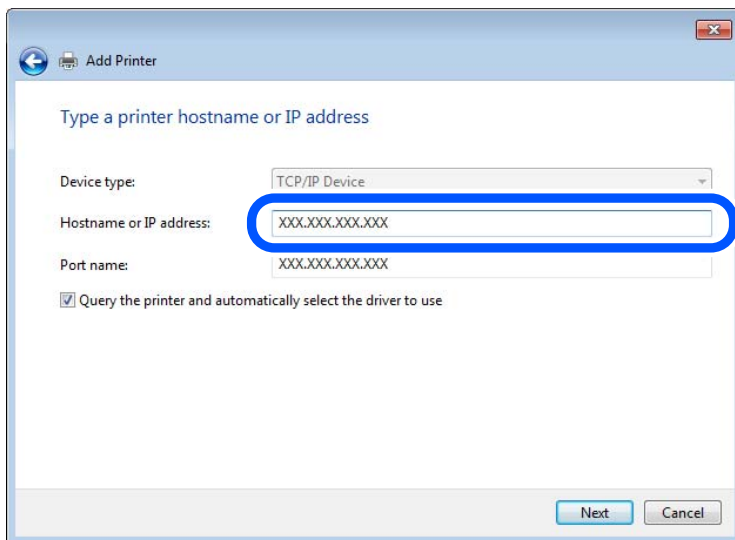 Add Printer
Type a printer hostname or IP address
Device type: TCP/IP Device
Hostname or IP address: XXX.XXX.XXX.XXX
Port name: XXX.XXX.XXX.XXX
Query the printer and automatically select the driver to use
Next Cancel